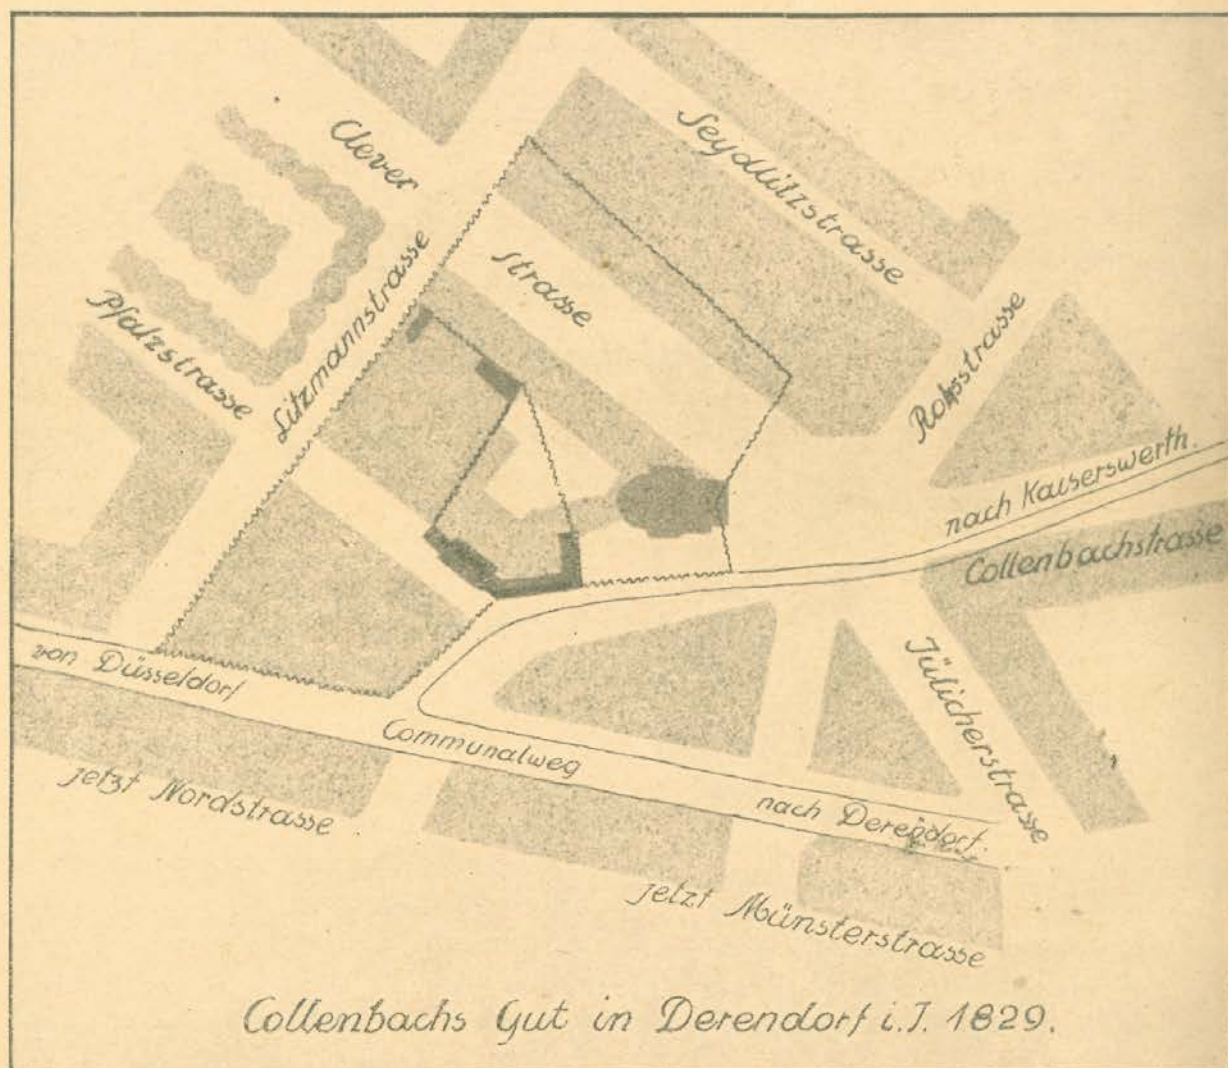 Clever
Strasse
Seydlitzstrasse
Pfalzstrasse
Litzmannstrasse
Rossstrasse
nach Kaiserswerth.
Collenbachstrasse
Jülicherstrasse
von Düsseldorf
Communalweg
nach Derendorf.
jetzt Nordstrasse
jetzt Münsterstrasse
Collenbachs Gut in Derendorf i.J. 1829.